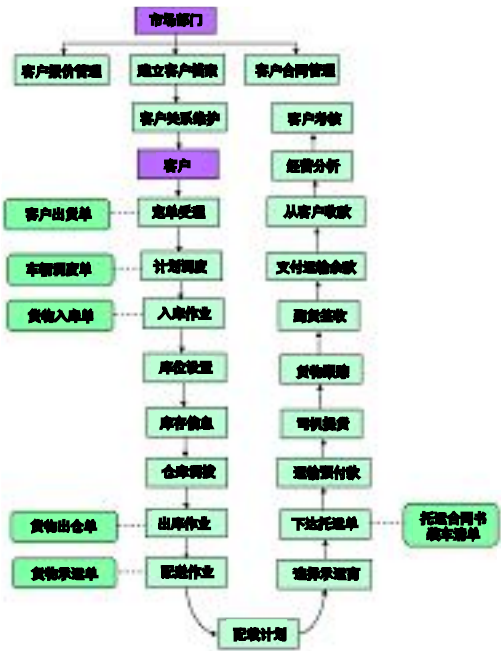 市场部门
客户报价管理
建立客户档案
客户合同管理
客户关系维护
客户
客户出货单
定单受理
车辆调度单
计划调度
货物入库单
入库作业
库位设置
库存信息
仓库调拨
货物出仓单
出库作业
货物承运单
配送作业
配载计划
选择承运商
下达托运单
托运合同书
装车清单
运输预付款
司机提货
货物跟踪
到货签收
支付运输余款
从客户收款
经营分析
客户考核